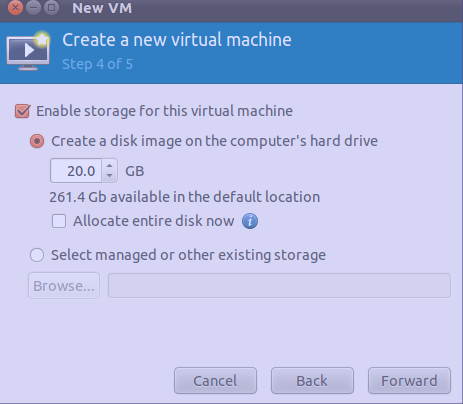 New VM
Create a new virtual machine
Step 4 of 5
Enable storage for this virtual machine
Create a disk image on the computer's hard drive
20.0 GB
261.4 Gb available in the default location
Allocate entire disk now
Select managed or other existing storage
Browse...
Cancel Back Forward